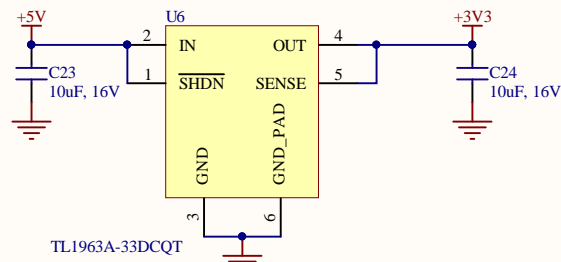 +5V
U6
+3V3
2
IN
OUT
4
1
SHDN
SENSE
5
C23
10uF, 16V
C24
10uF, 16V
GND
GND_PAD
3
6
TL1963A-33DCQT